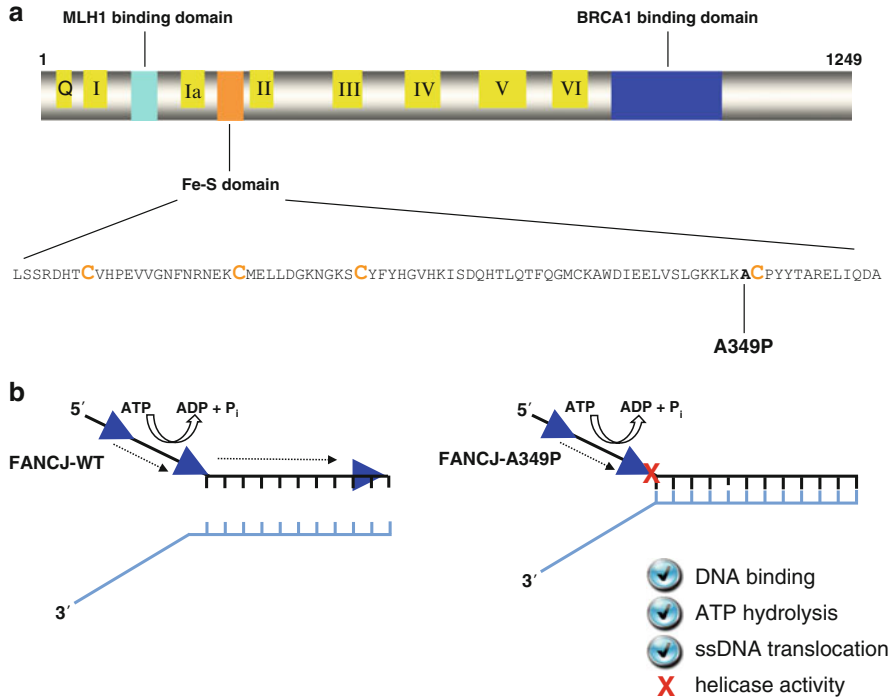 a
MLH1 binding domain
BRCA1 binding domain
1
1249
Q I Ia II III IV V VI
Fe-S domain
LSSRDHTCVHPEVVGNFNRNEKCMELLDGKNGKSCYFYHGVHKISDQHTLQTFQGMCKAWDIEELVSLGKKLKACPYYTARELIQDA
A349P
b
5′
ATP
ADP + Pi
FANCJ-WT
3′
5′
ATP
ADP + Pi
FANCJ-A349P
X
3′
DNA binding
ATP hydrolysis
ssDNA translocation
X helicase activity